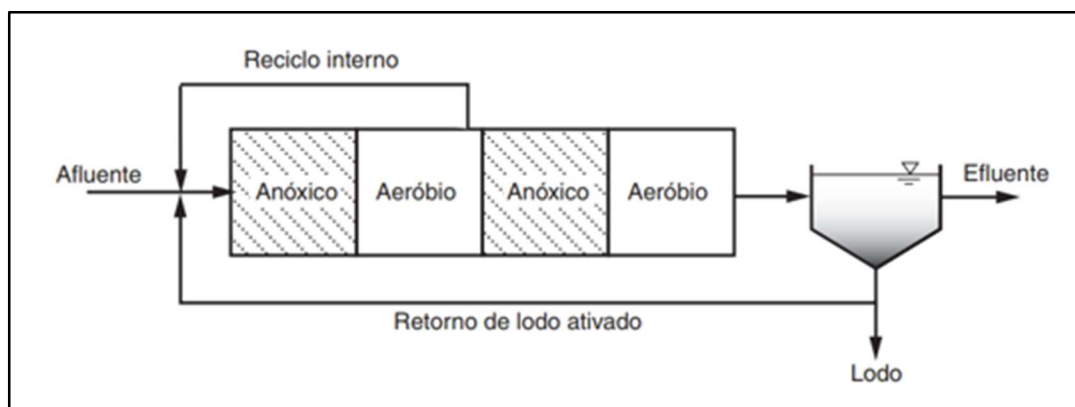 Reciclo interno
Afluente
Anóxico
Aeróbio
Anóxico
Aeróbio
Efluente
Retorno de lodo ativado
Lodo